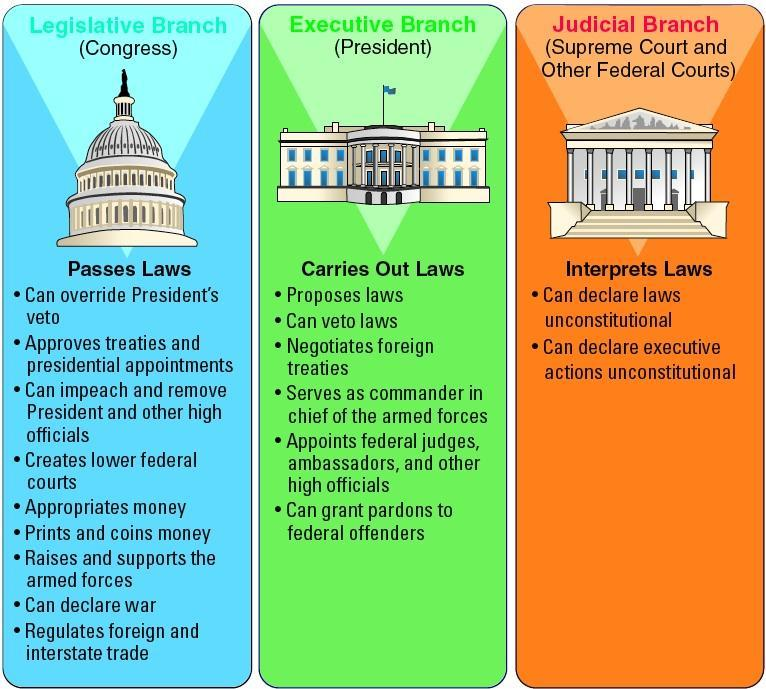 Legislative Branch
(Congress)
Passes Laws
• Can override President's
veto
• Approves treaties and
presidential appointments
• Can impeach and remove
President and other high
officials
• Creates lower federal
courts
• Appropriates money
• Prints and coins money
• Raises and supports the
armed forces
• Can declare war
• Regulates foreign and
interstate trade
Executive Branch
(President)
Carries Out Laws
• Proposes laws
• Can veto laws
• Negotiates foreign
treaties
• Serves as commander in
chief of the armed forces
• Appoints federal judges,
ambassadors, and other
high officials
• Can grant pardons to
federal offenders
Judicial Branch
(Supreme Court and
Other Federal Courts)
Interprets Laws
• Can declare laws
unconstitutional
• Can declare executive
actions unconstitutional